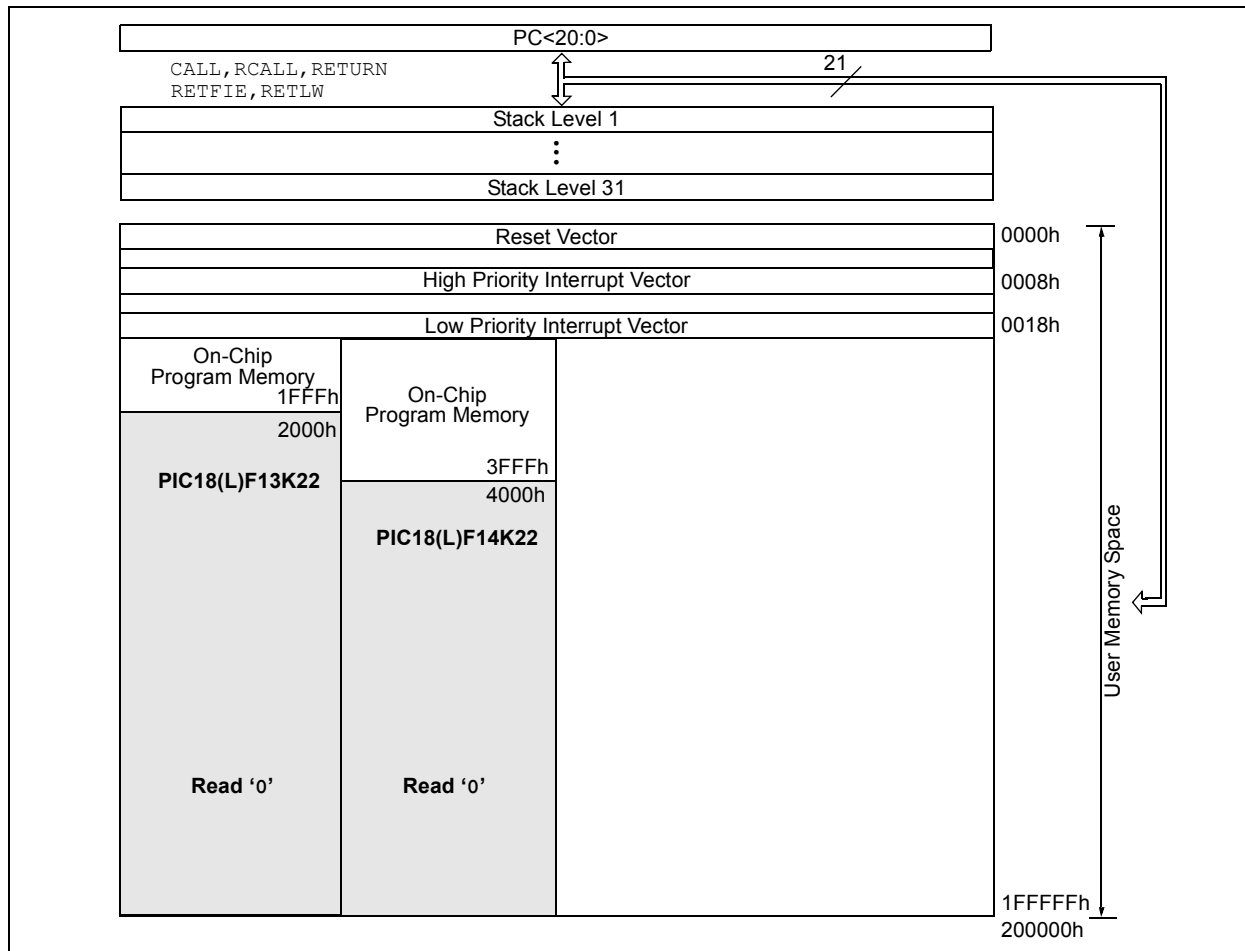 PC<20:0>
CALL,RCALL,RETURN
RETFIE,RETLW
21
Stack Level 1
Stack Level 31
Reset Vector
0000h
High Priority Interrupt Vector
0008h
Low Priority Interrupt Vector
0018h
On-Chip
Program Memory
1FFFh
2000h
PIC18(L)F13K22
Read ‘0’
On-Chip
Program Memory
3FFFh
4000h
PIC18(L)F14K22
Read ‘0’
User Memory Space
1FFFFFh
200000h